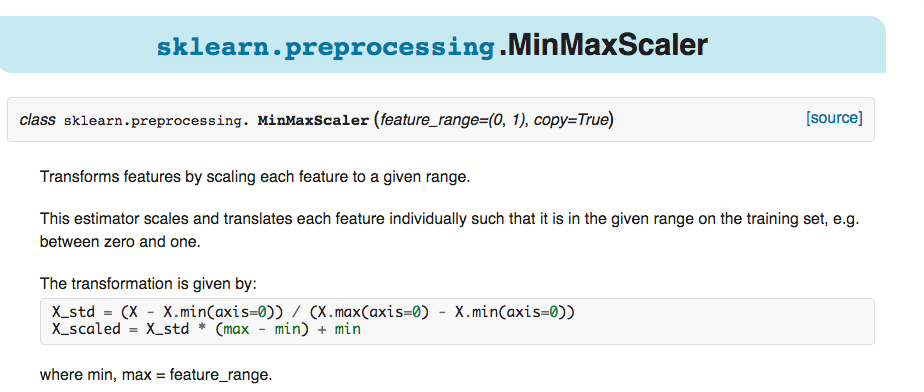 sklearn.preprocessing.MinMaxScaler
class sklearn.preprocessing. MinMaxScaler (feature_range=(0, 1), copy=True) [source]
Transforms features by scaling each feature to a given range.
This estimator scales and translates each feature individually such that it is in the given range on the training set, e.g.
between zero and one.
The transformation is given by:
X_std = (X - X.min(axis=0)) / (X.max(axis=0) - X.min(axis=0))
X_scaled = X_std * (max - min) + min
where min, max = feature_range.